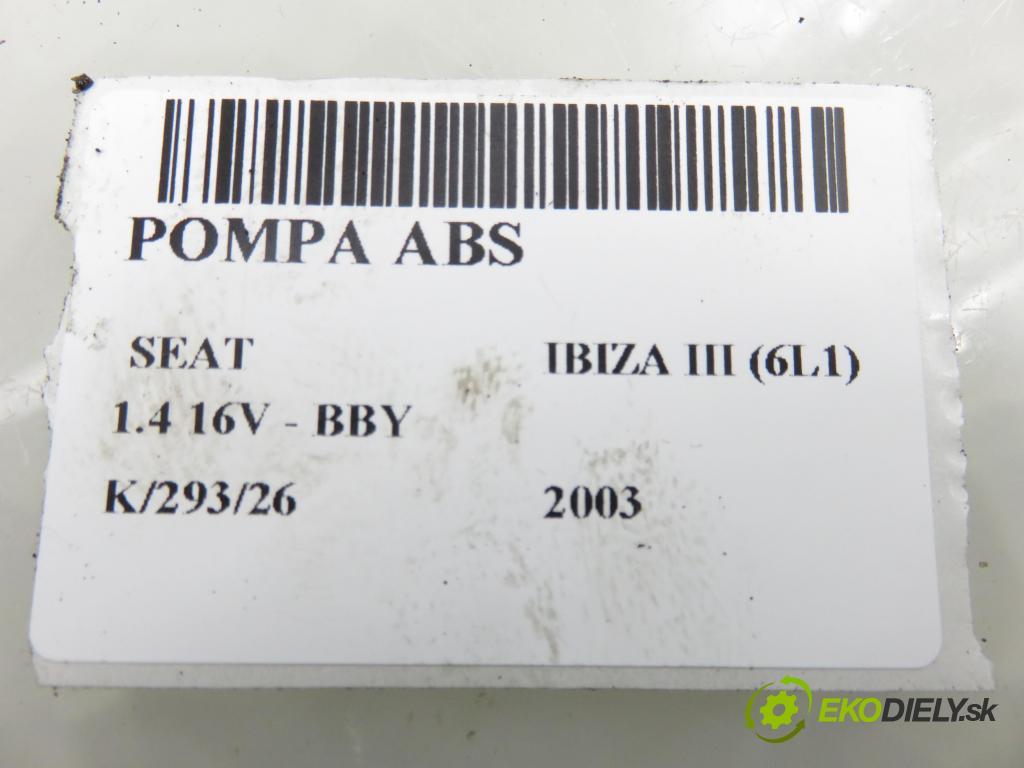 POMPA ABS
SEAT IBIZA III (6L1)
1.4 16V - BBY
K/293/26 2003
EKODIELY.sk